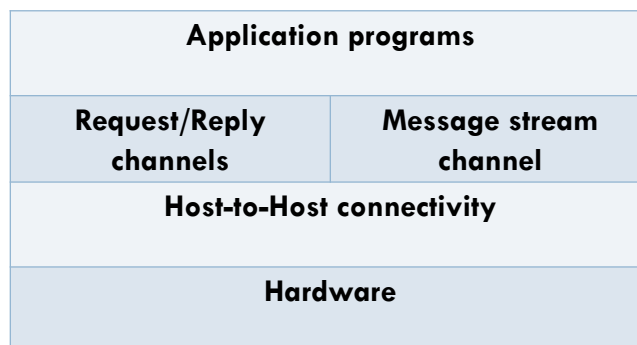 Application programs
Request/Reply
channels
Message stream
channel
Host-to-Host connectivity
Hardware